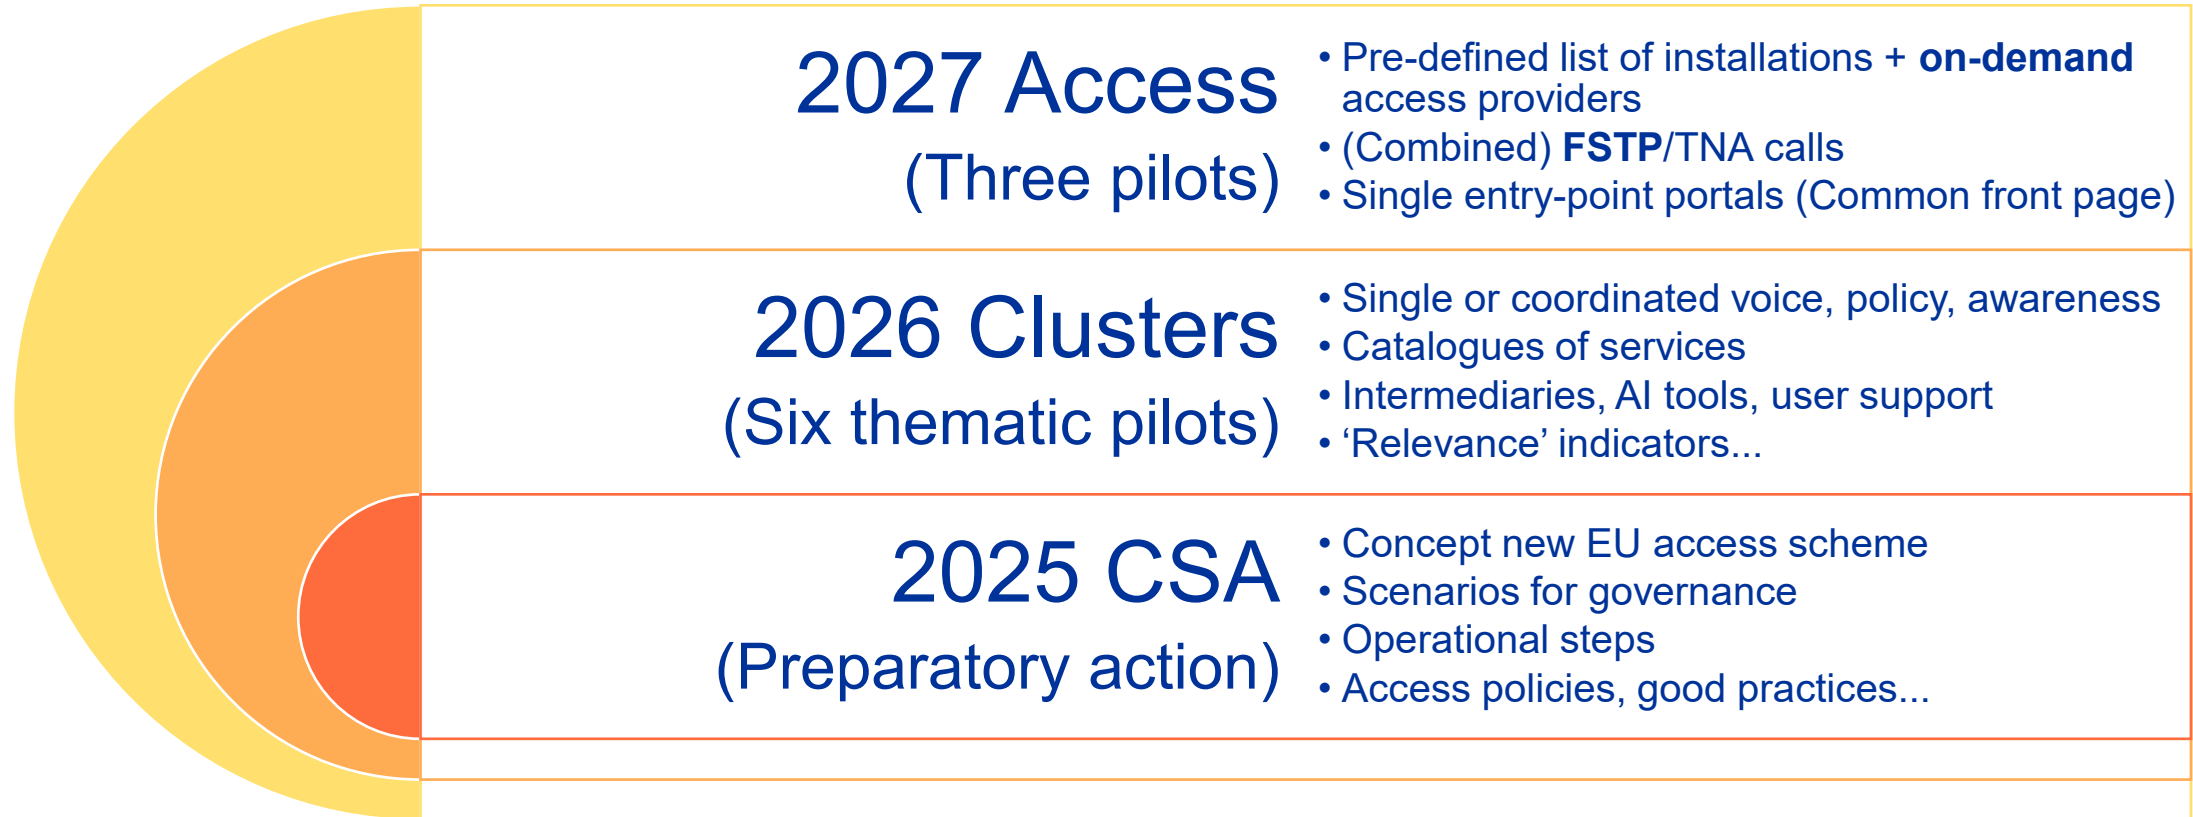 2027 Access
(Three pilots)
• Pre-defined list of installations + on-demand
access providers
• (Combined) FSTP/TNA calls
• Single entry-point portals (Common front page)
2026 Clusters
(Six thematic pilots)
• Single or coordinated voice, policy, awareness
• Catalogues of services
• Intermediaries, AI tools, user support
• ‘Relevance’ indicators...
2025 CSA
(Preparatory action)
• Concept new EU access scheme
• Scenarios for governance
• Operational steps
• Access policies, good practices...